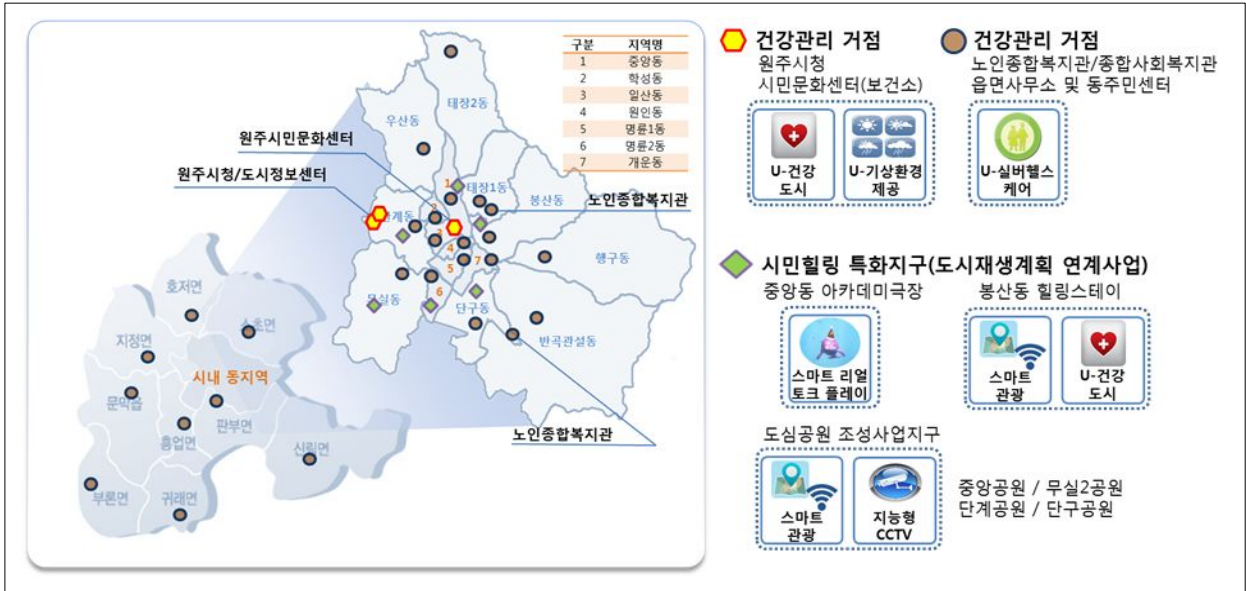 구분 지역명
1 중앙동
2 학성동
3 일산동
4 원인동
5 명륜1동
6 명륜2동
7 개운동
태장2동
우산동
원주시민문화센터
원주시청/도시정보센터
1
태장1동
봉산동
노인종합복지관
단계동
2
3
4
행구동
5
7
무실동
6
단구동
반곡관설동
노인종합복지관
호저면
소초면
지정면
시내 동지역
문막읍
흥업면
판부면
신림면
부론면
귀래면
건강관리 거점
원주시청
시민문화센터(보건소)
U-건강
도시
U-기상환경
제공
건강관리 거점
노인종합복지관/종합사회복지관
읍면사무소 및 동주민센터
U-실버헬스
케어
시민힐링 특화지구(도시재생계획 연계사업)
중앙동 아카데미극장
스마트 리얼
토크 플레이
봉산동 힐링스테이
스마트
관광
U-건강
도시
도심공원 조성사업지구
스마트
관광
지능형
CCTV
중앙공원 / 무실2공원
단계공원 / 단구공원